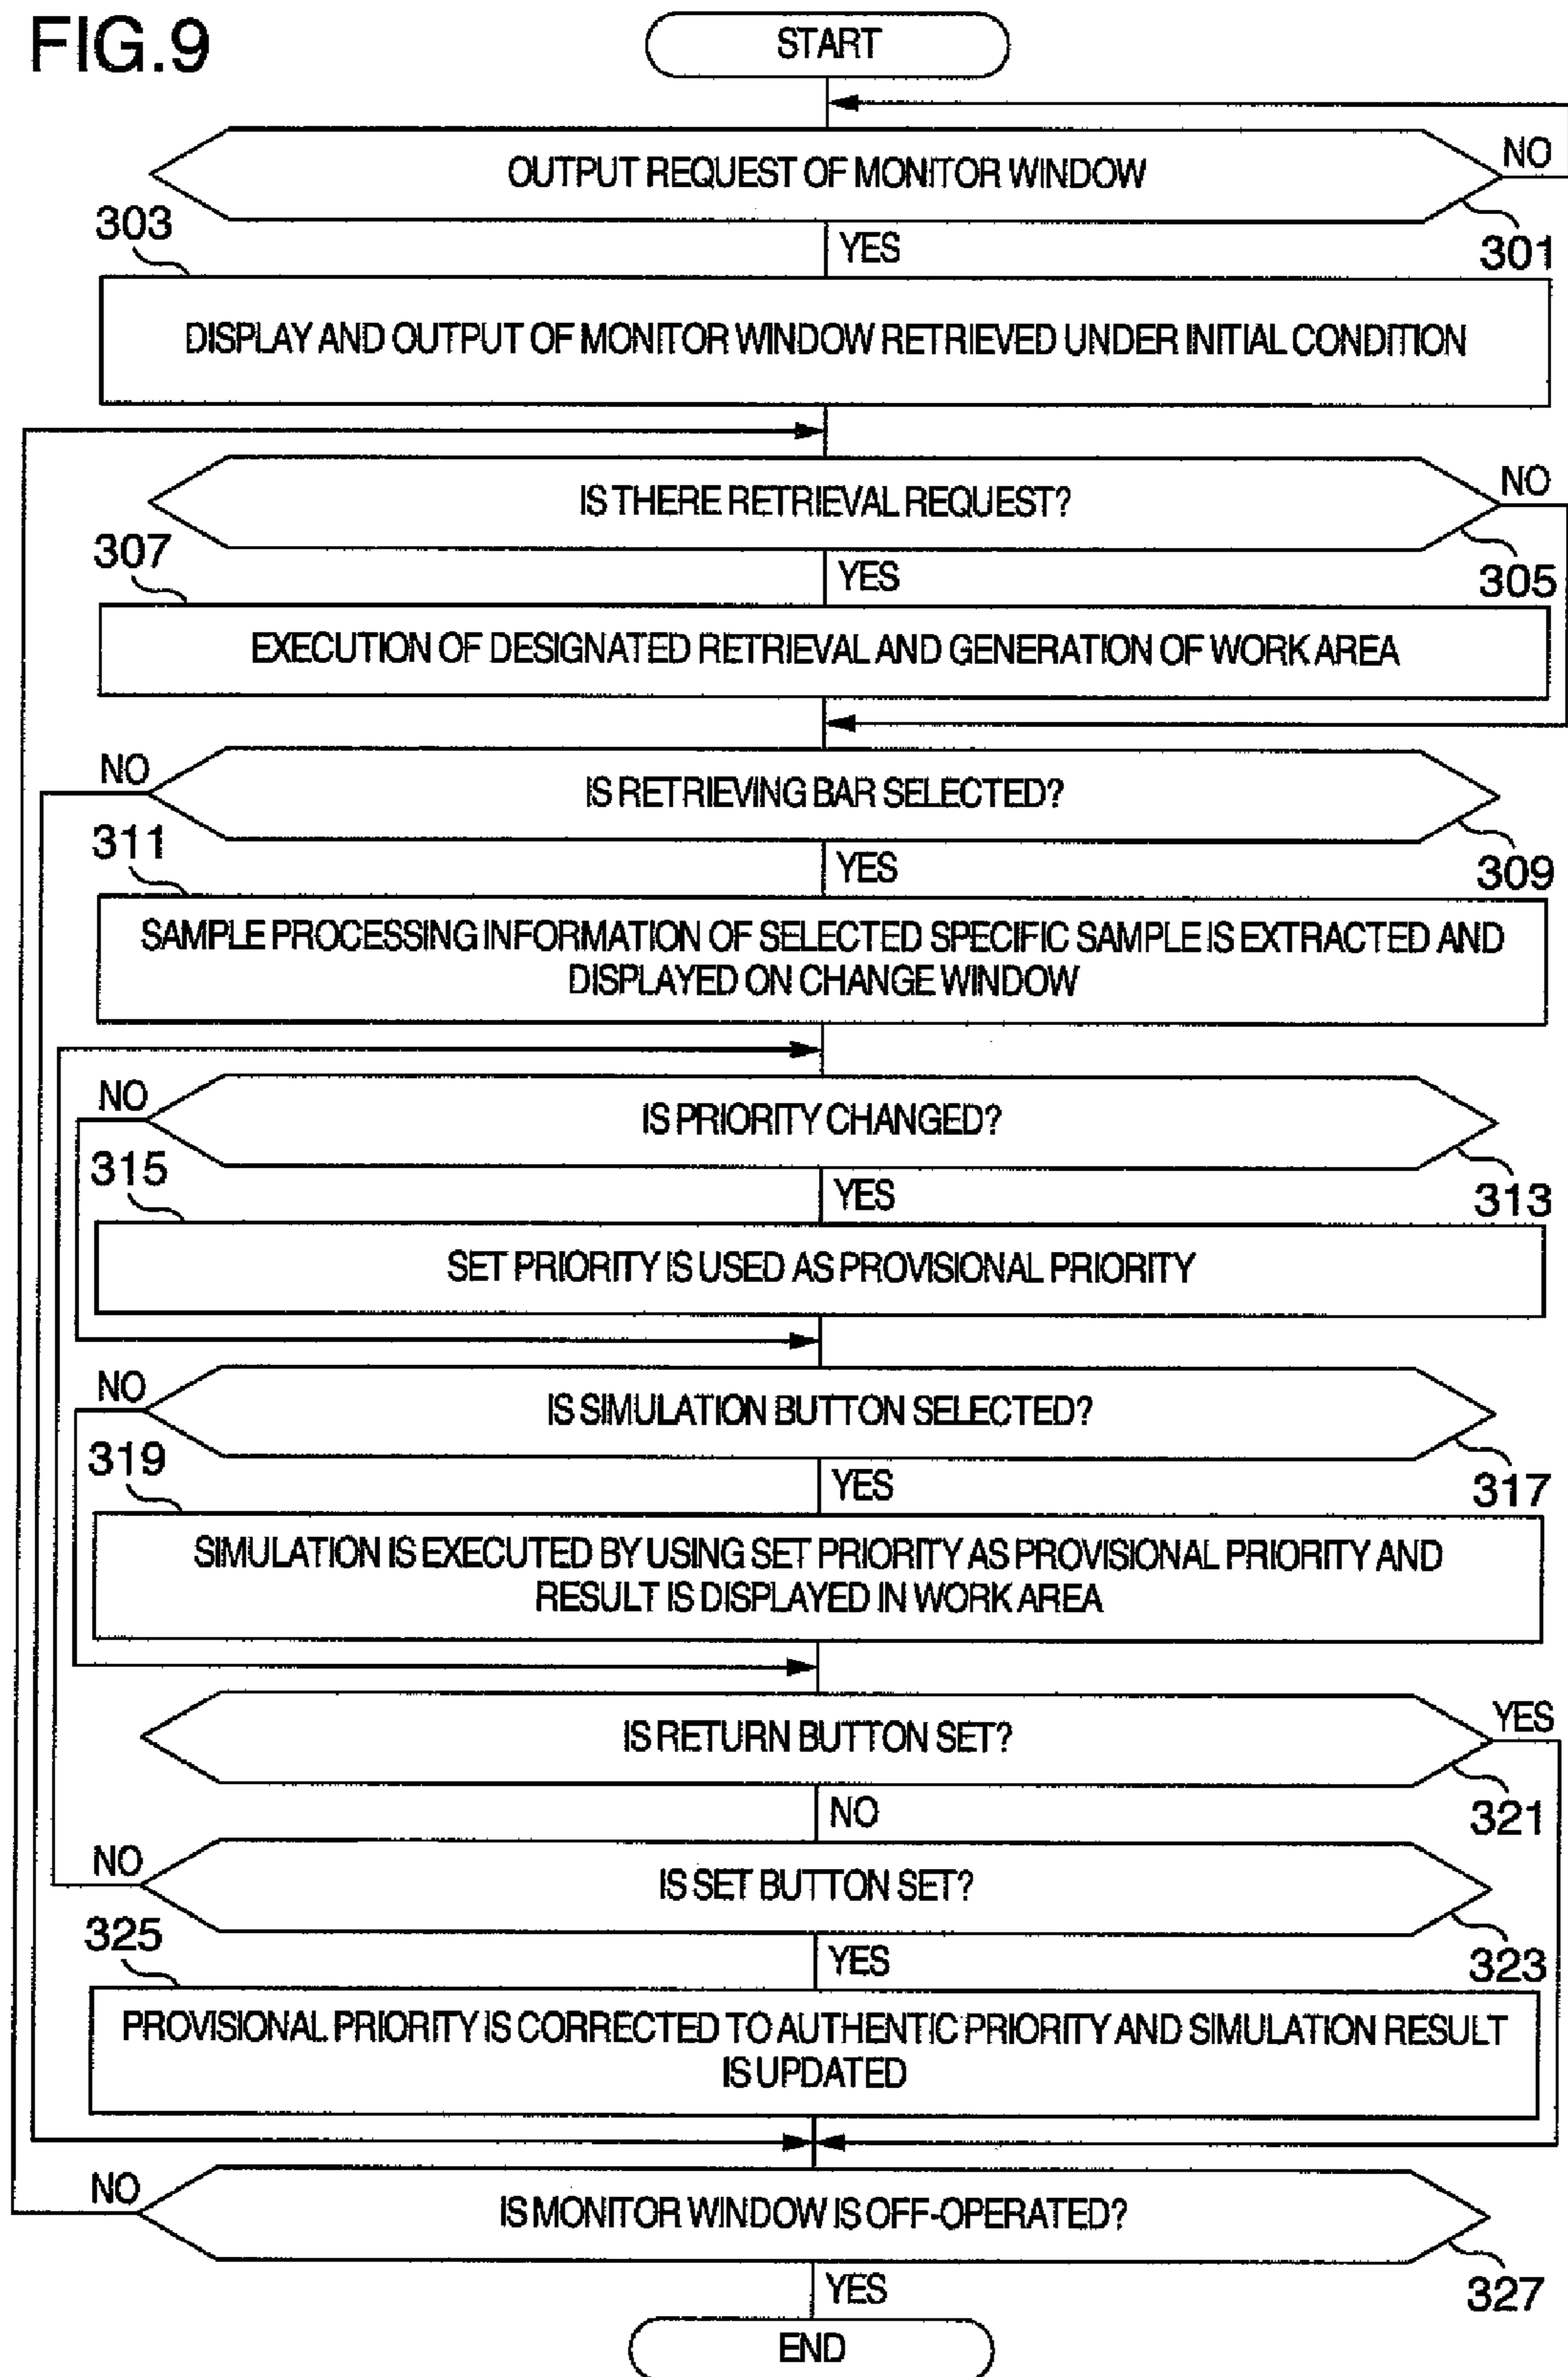 FIG.9
START
OUTPUT REQUEST OF MONITOR WINDOW
NO
301
YES
303
DISPLAY AND OUTPUT OF MONITOR WINDOW RETRIEVED UNDER INITIAL CONDITION
IS THERE RETRIEVAL REQUEST?
NO
305
YES
307
EXECUTION OF DESIGNATED RETRIEVAL AND GENERATION OF WORK AREA
NO
IS RETRIEVING BAR SELECTED?
309
YES
311
SAMPLE PROCESSING INFORMATION OF SELECTED SPECIFIC SAMPLE IS EXTRACTED AND
DISPLAYED ON CHANGE WINDOW
NO
IS PRIORITY CHANGED?
313
YES
315
SET PRIORITY IS USED AS PROVISIONAL PRIORITY
NO
IS SIMULATION BUTTON SELECTED?
317
YES
319
SIMULATION IS EXECUTED BY USING SET PRIORITY AS PROVISIONAL PRIORITY AND
RESULT IS DISPLAYED IN WORK AREA
IS RETURN BUTTON SET?
YES
321
NO
NO
IS SET BUTTON SET?
323
YES
325
PROVISIONAL PRIORITY IS CORRECTED TO AUTHENTIC PRIORITY AND SIMULATION RESULT
IS UPDATED
NO
IS MONITOR WINDOW IS OFF-OPERATED?
327
YES
END